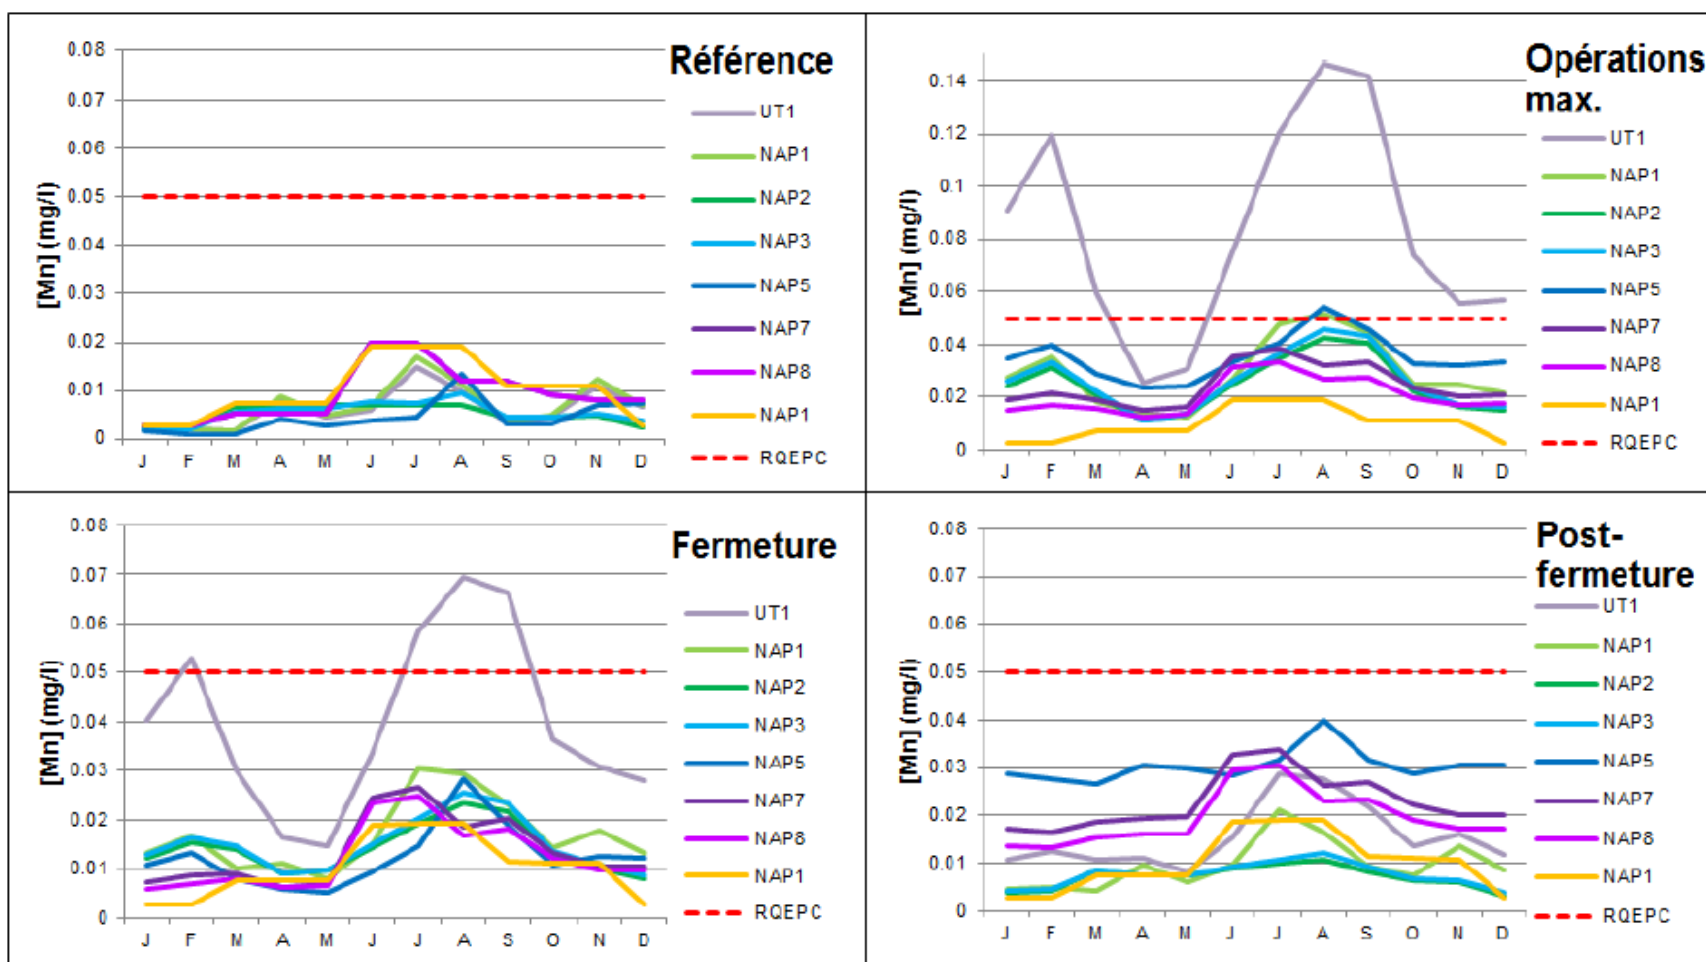 Référence
0.08
0.07
0.06
0.05
0.04
0.03
0.02
0.01
0
[Mn] (mg/l)
J F M A M J J A S O N D
UT1
NAP1
NAP2
NAP3
NAP5
NAP7
NAP8
NAP1
RQEPC
Opérations
max.
0.14
0.12
0.1
0.08
0.06
0.04
0.02
0
[Mn] (mg/l)
J F M A M J J A S O N D
UT1
NAP1
NAP2
NAP3
NAP5
NAP7
NAP8
NAP1
RQEPC
Fermeture
0.08
0.07
0.06
0.05
0.04
0.03
0.02
0.01
0
[Mn] (mg/l)
J F M A M J J A S O N D
UT1
NAP1
NAP2
NAP3
NAP5
NAP7
NAP8
NAP1
RQEPC
Post-
fermeture
0.08
0.07
0.06
0.05
0.04
0.03
0.02
0.01
0
[Mn] (mg/l)
J F M A M J J A S O N D
UT1
NAP1
NAP2
NAP3
NAP5
NAP7
NAP8
NAP1
RQEPC